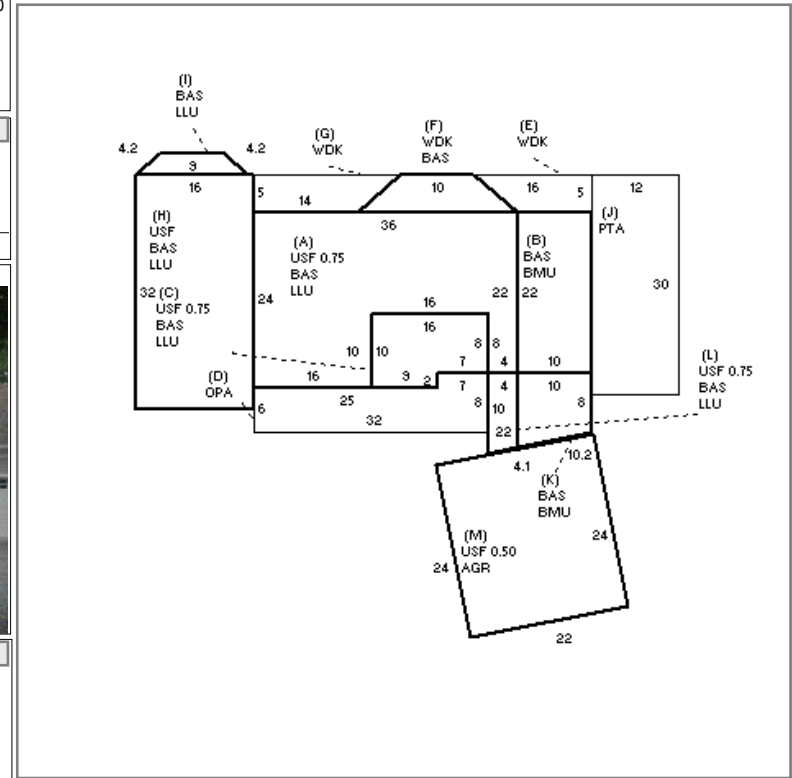 (I)
BAS
LLU
(G)
WDK
(F)
WDK
BAS
(E)
WDK
4.2
4.2
9
16
5
14
10
16
5
12
(H)
USF
BAS
LLU
36
(A)
USF 0.75
BAS
LLU
(B)
BAS
BMU
(J)
PTA
32
(C)
USF 0.75
BAS
LLU
24
22
22
30
16
16
10
10
8
8
(D)
OPA
16
9
2
7
4
10
7
4
10
(L)
USF 0.75
BAS
LLU
6
25
32
8
10
8
22
4.1
10.2
(K)
BAS
BMU
(M)
USF 0.50
AGR
24
24
22